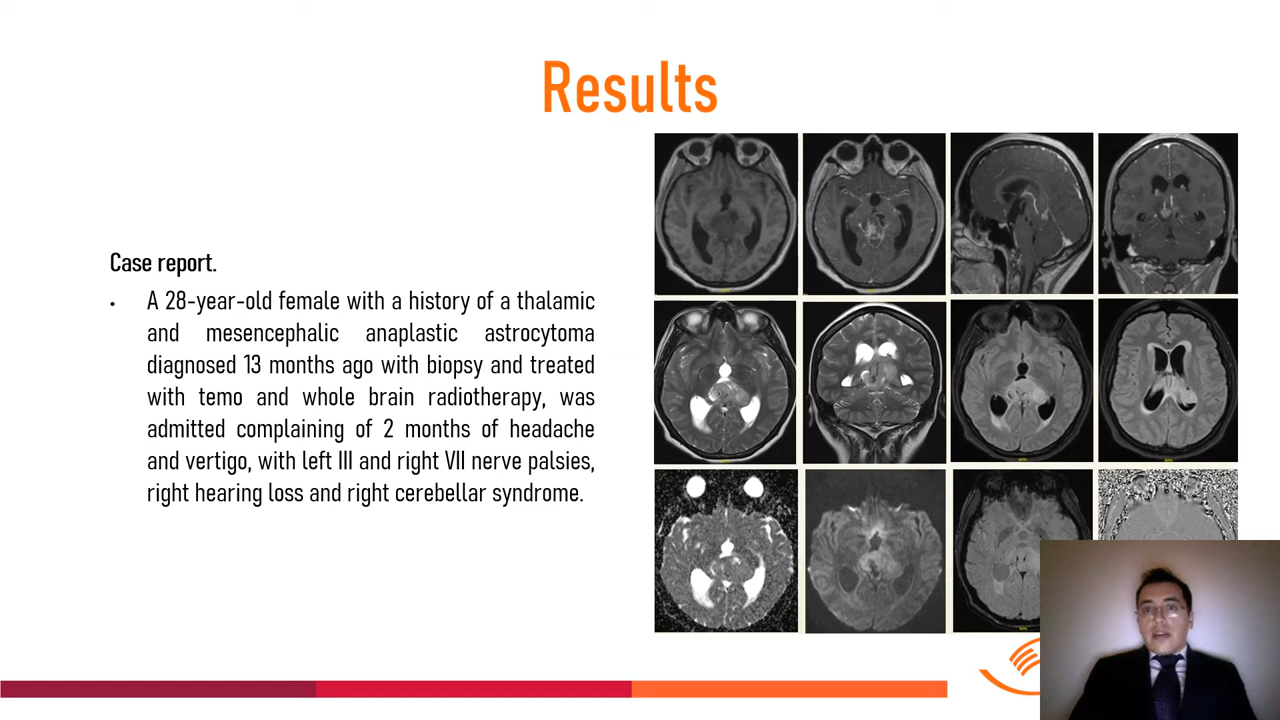 Results
Case report.
• A 28-year-old female with a history of a thalamic
and mesencephalic anaplastic astrocytoma
diagnosed 13 months ago with biopsy and treated
with temo and whole brain radiotherapy, was
admitted complaining of 2 months of headache
and vertigo, with left III and right VII nerve palsies,
right hearing loss and right cerebellar syndrome.